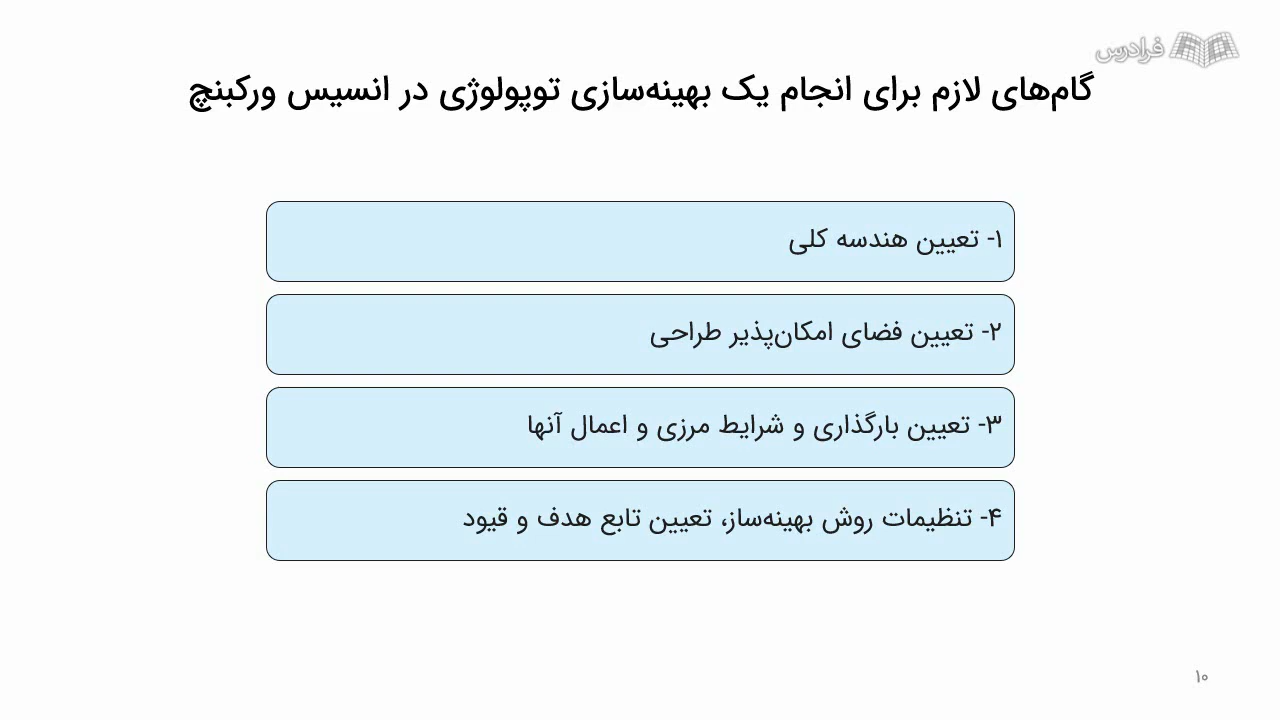 فرادرس
گام‌های لازم برای انجام یک بهینه‌سازی توپولوژی در انسیس ورکبنچ
۱- تعیین هندسه کلی
۲- تعیین فضای امکان‌پذیر طراحی
۳- تعیین بارگذاری و شرایط مرزی و اعمال آنها
۴- تنظیمات روش بهینه‌ساز، تعیین تابع هدف و قیود
۱۰